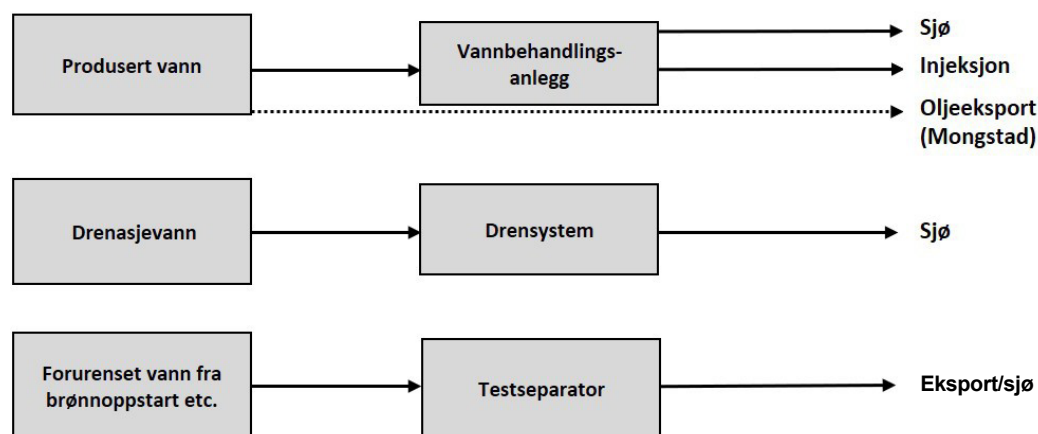 Produsert vann
Vannbehandlings-
anlegg
Sjø
Injeksjon
Oljeeksport
(Mongstad)
Drenasjevann
Drensystem
Sjø
Forurenset vann fra
brønnoppstart etc.
Testseparator
Eksport/sjø